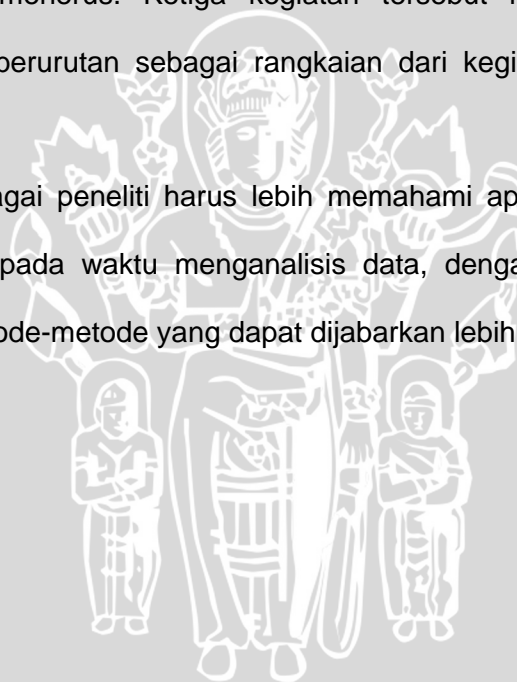 menerus. Ketiga kegiatan tersebut
berurutan sebagai rangkaian dari kegi
agai peneliti harus lebih memahami ap
pada waktu menganalisis data, denga
ode-metode yang dapat dijabarkan lebih